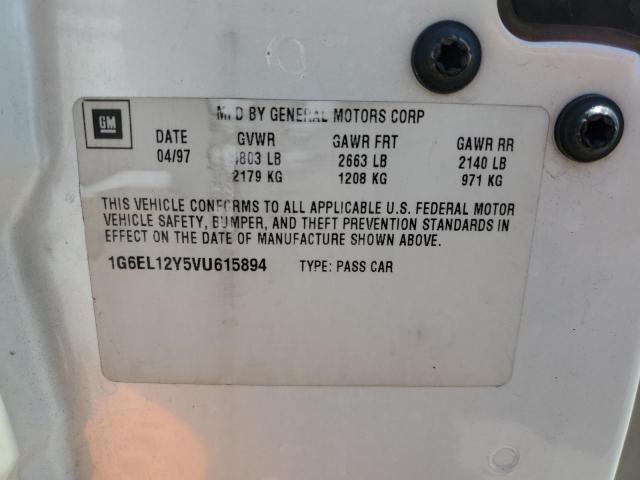 GM
MFD BY GENERAL MOTORS CORP
DATE GVWR GAWR FRT GAWR RR
04/97 4803 LB 2663 LB 2140 LB
2179 KG 1208 KG 971 KG
THIS VEHICLE CONFORMS TO ALL APPLICABLE U.S. FEDERAL MOTOR
VEHICLE SAFETY, BUMPER, AND THEFT PREVENTION STANDARDS IN
EFFECT ON THE DATE OF MANUFACTURE SHOWN ABOVE.
1G6EL12Y5VU615894 TYPE: PASS CAR